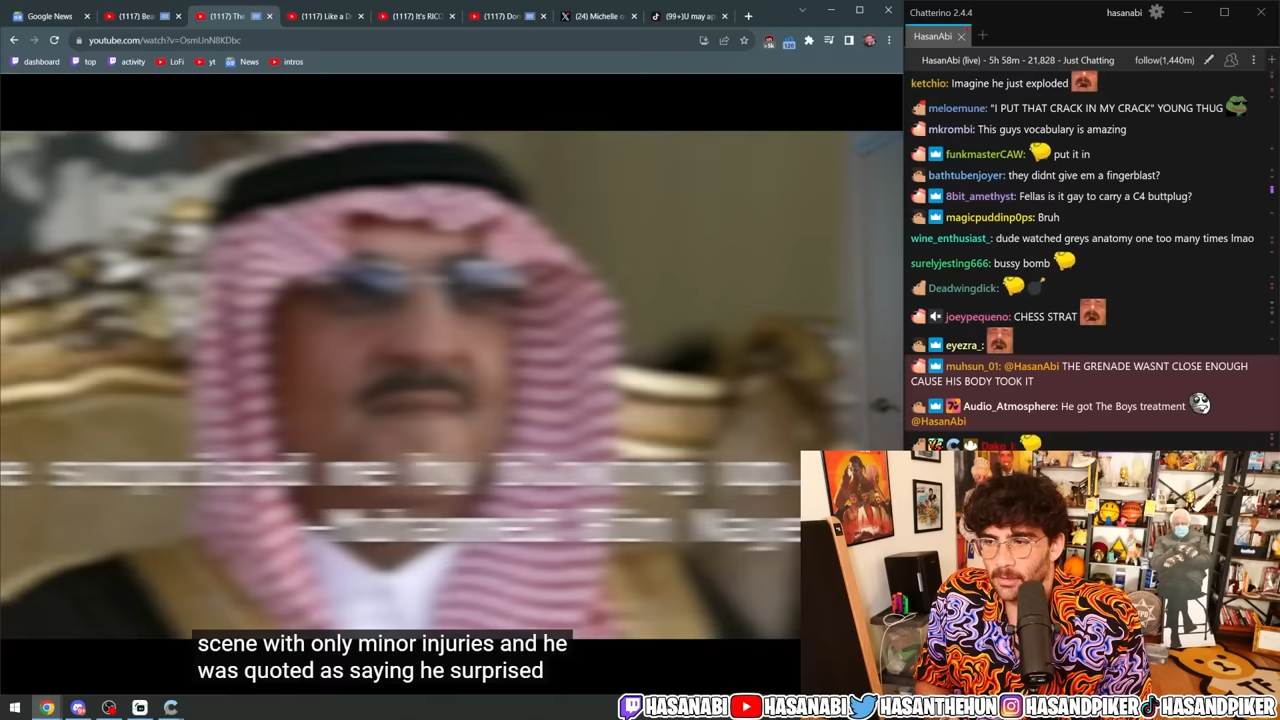 Google News
(1117) Bea
(1117) The
(1117) Like a D
(1117) It's RICO
(1117) Don
(24) Michelle o
(99+)U may ap
youtube.com/watch?v=OsmUnN8KDbc
dashboard
top
activity
LoFi
yt
News
intros
Chatterino 2.4.4
hasanabi
HasanAbi
HasanAbi (live) - 5h 58m - 21,828 - Just Chatting
follow(1,440m)
ketchio: Imagine he just exploded
meloemune: "I PUT THAT CRACK IN MY CRACK" YOUNG THUG
mkrombi: This guys vocabulary is amazing
funkmasterCAW: put it in
bathtubenjoyer: they didnt give em a fingerblast?
8bit_amethyst: Fellas is it gay to carry a C4 buttplug?
magicpuddinp0ps: Bruh
wine_enthusiast_: dude watched greys anatomy one too many times lmao
surelyjesting666: bussy bomb
Deadwingdick:
joeypequeno: CHESS STRAT
eyezra_:
muhsun_01: @HasanAbi THE GRENADE WASNT CLOSE ENOUGH
CAUSE HIS BODY TOOK IT
Audio_Atmosphere: He got The Boys treatment
@HasanAbi
scene with only minor injuries and he
was quoted as saying he surprised
HASANABI
HASANABI
HASANTHEHUN
HASANDPIKER
HASANDPIKER